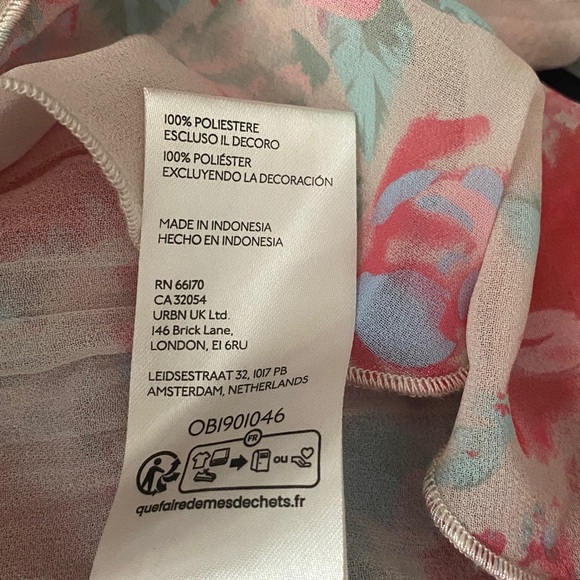 100% POLIESTERE
ESCLUSO IL DECORO
100% POLIÉSTER
EXCLUYENDO LA DECORACIÓN
MADE IN INDONESIA
HECHO EN INDONESIA
RN 66170
CA 32054
URBN UK Ltd.
146 Brick Lane,
LONDON, E1 6RU
LEIDSESTRAAT 32, 1017 PB
AMSTERDAM, NETHERLANDS
OB1901046
FR
OU
quefairedemesdechets.fr